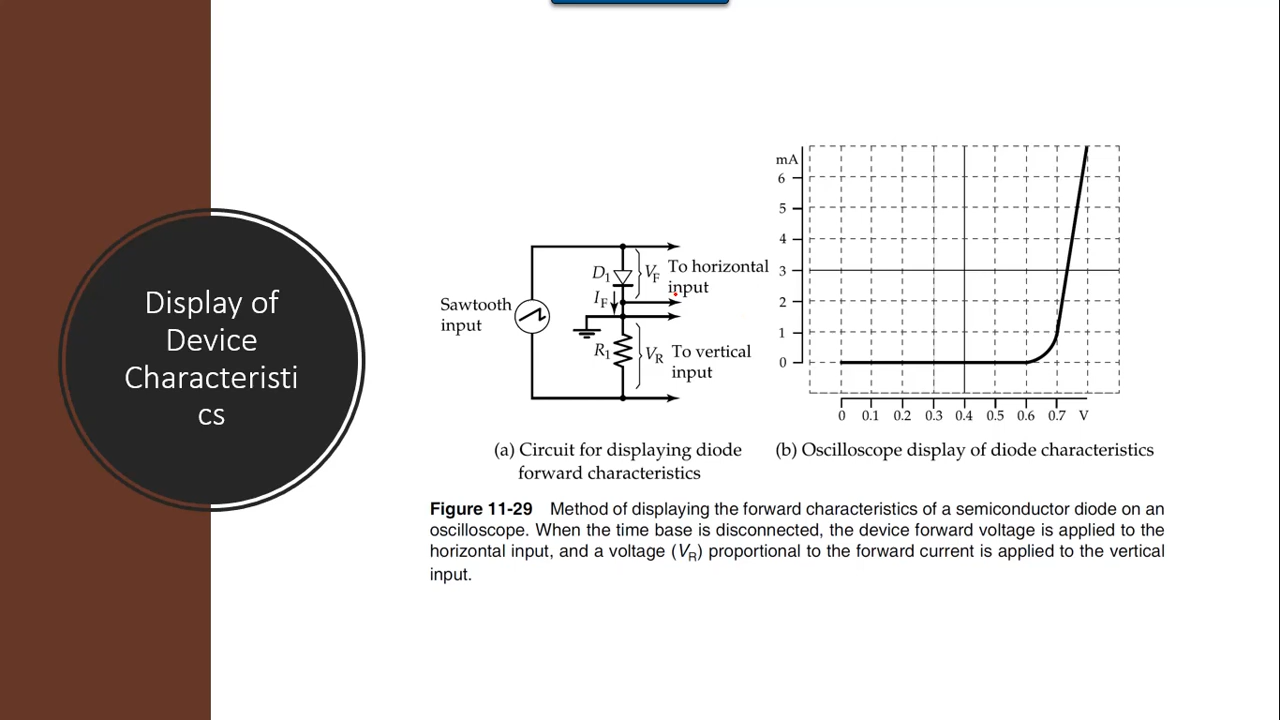 Display of
Device
Characteristi
cs
Sawtooth
input
D1
IF
VF
To horizontal
input
R1
VR
To vertical
input
(a) Circuit for displaying diode
forward characteristics
mA
6
5
4
3
2
1
0
0 0.1 0.2 0.3 0.4 0.5 0.6 0.7 V
(b) Oscilloscope display of diode characteristics
Figure 11-29 Method of displaying the forward characteristics of a semiconductor diode on an
oscilloscope. When the time base is disconnected, the device forward voltage is applied to the
horizontal input, and a voltage (VR) proportional to the forward current is applied to the vertical
input.